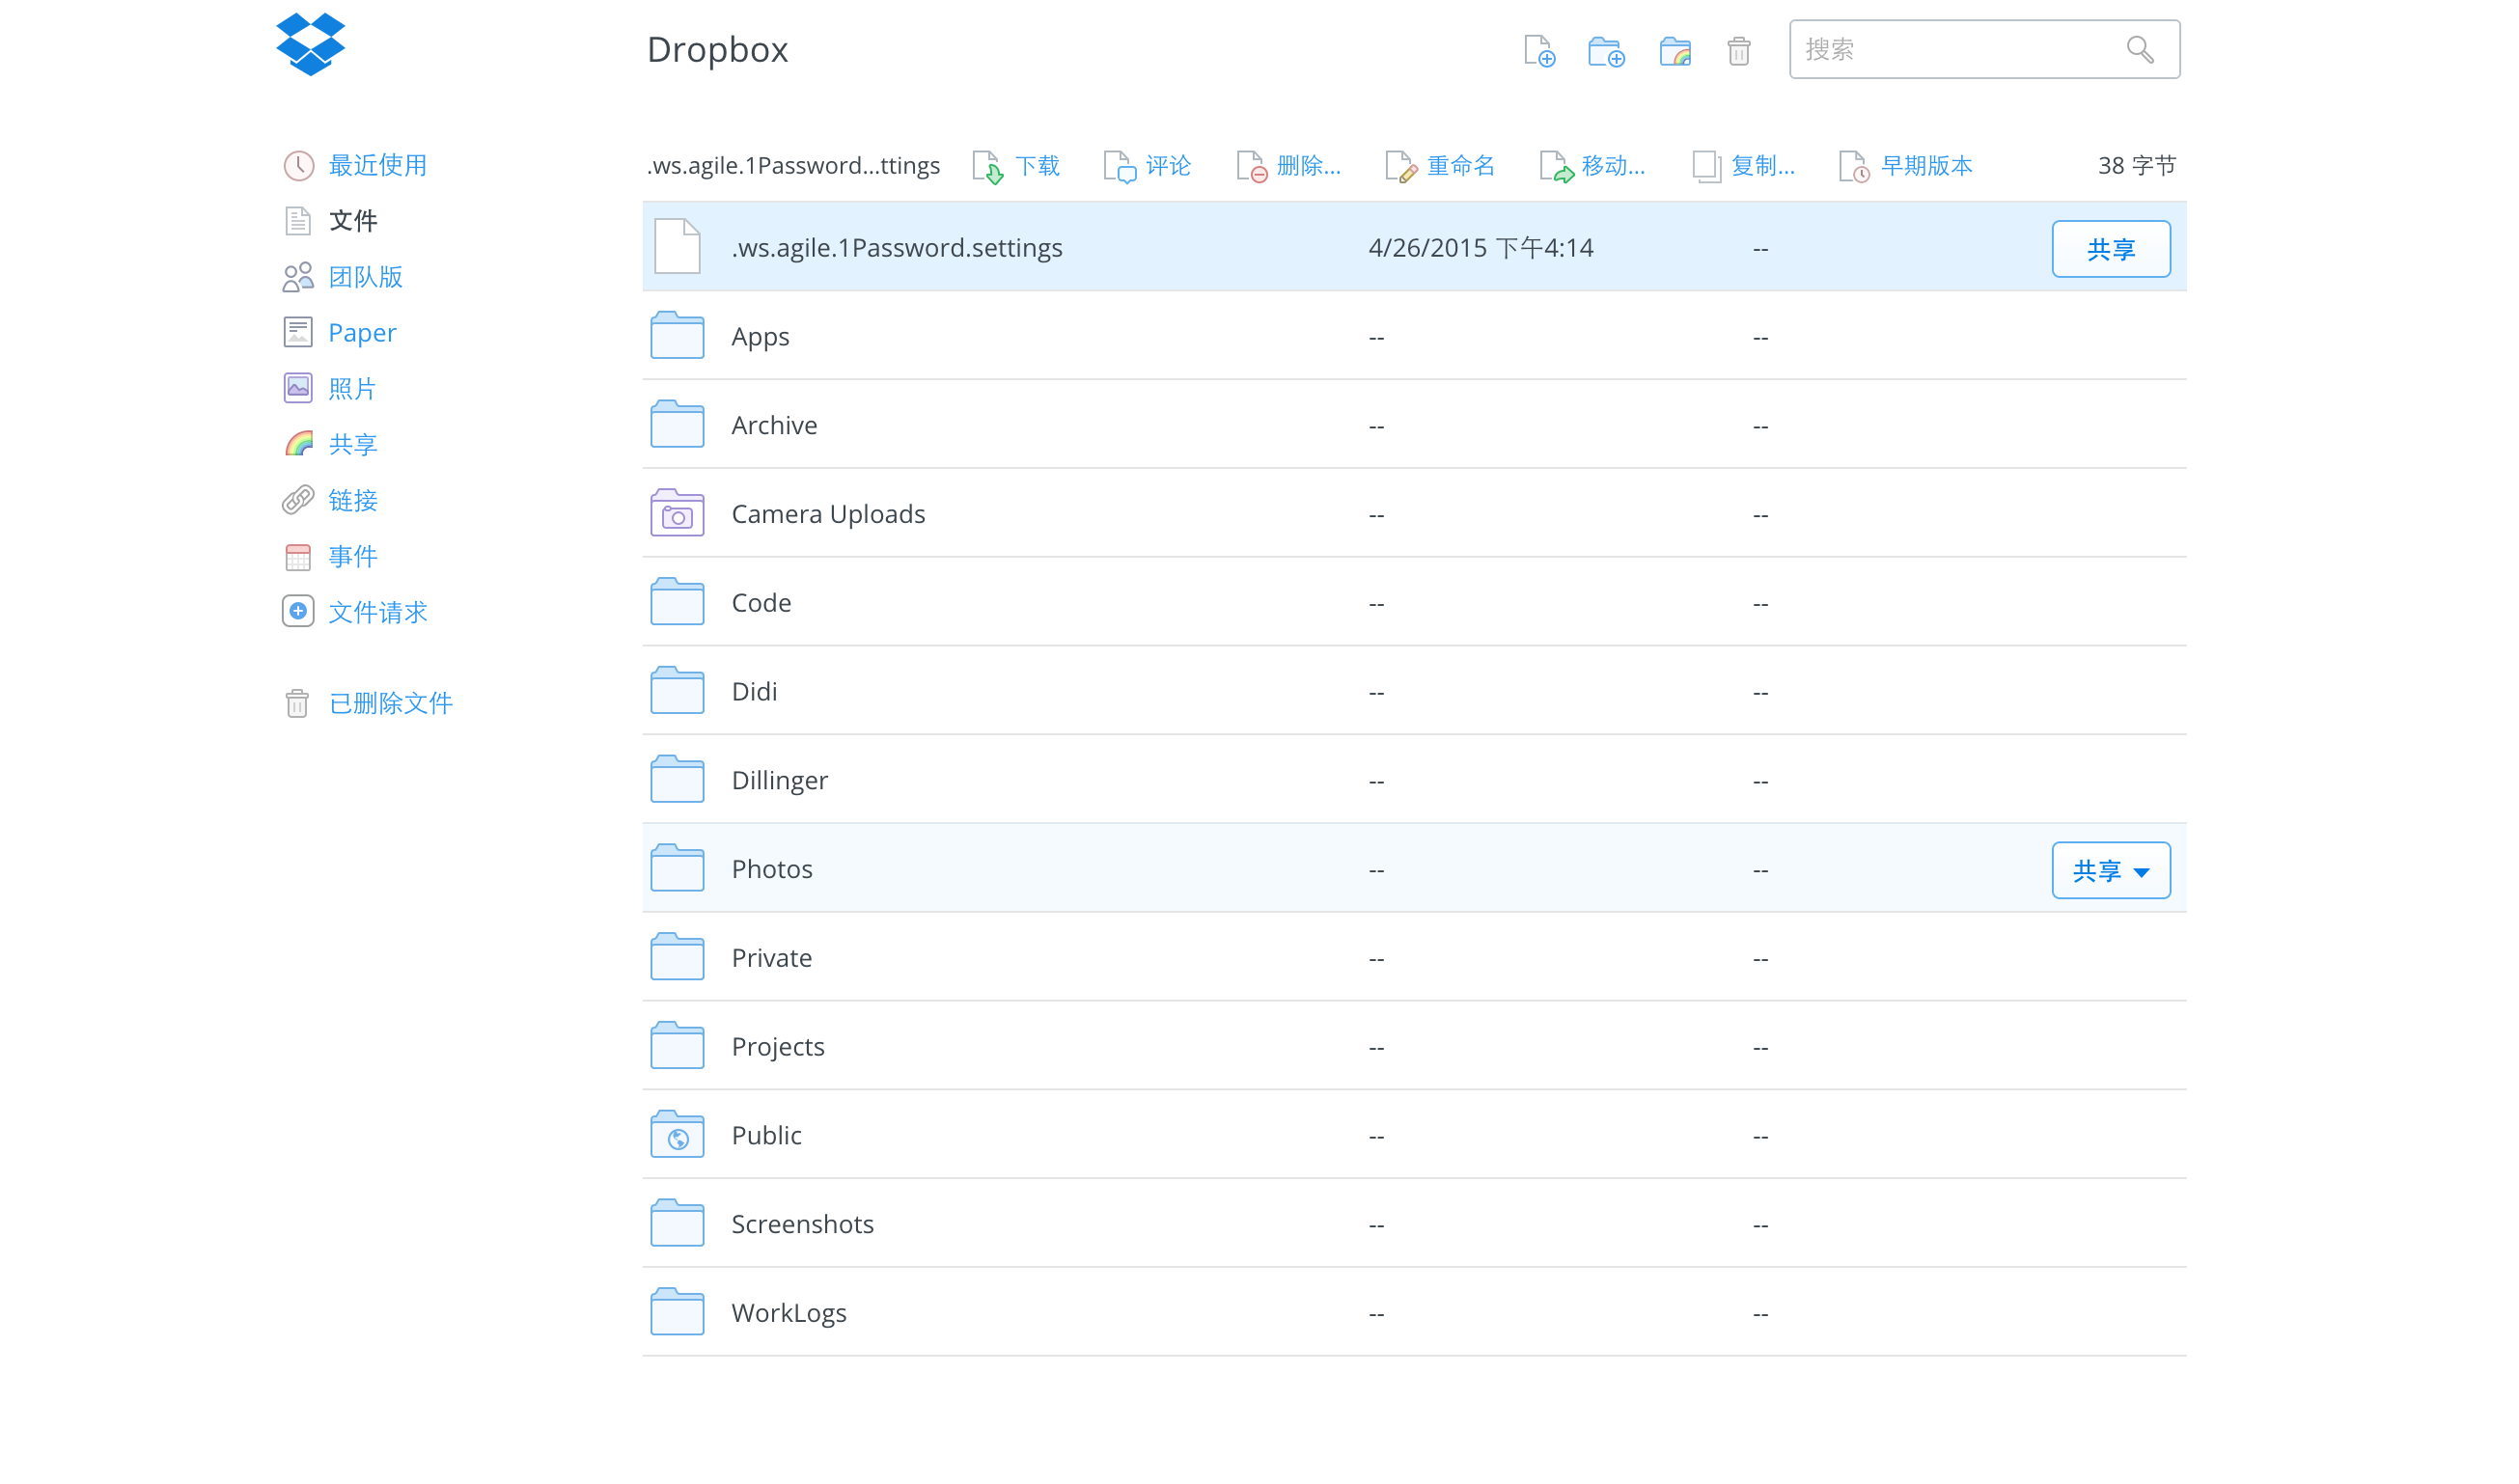 Dropbox
搜索
最近使用
文件
团队版
Paper
照片
共享
链接
事件
文件请求
已删除文件
.ws.agile.1Password...ttings 下载 评论 删除... 重命名 移动... 复制... 早期版本 38 字节
.ws.agile.1Password.settings 4/26/2015 下午4:14 -- 共享
Apps -- --
Archive -- --
Camera Uploads -- --
Code -- --
Didi -- --
Dillinger -- --
Photos -- -- 共享
Private -- --
Projects -- --
Public -- --
Screenshots -- --
WorkLogs -- --